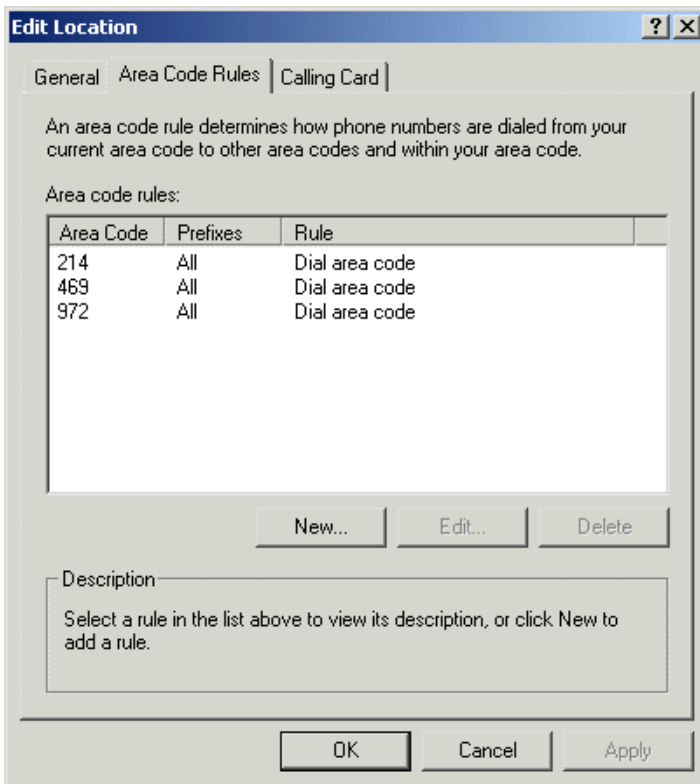 Edit Location
General Area Code Rules Calling Card
An area code rule determines how phone numbers are dialed from your
current area code to other area codes and within your area code.
Area code rules:
Area Code Prefixes Rule
214 All Dial area code
469 All Dial area code
972 All Dial area code
New... Edit... Delete
Description
Select a rule in the list above to view its description, or click New to
add a rule.
OK Cancel Apply